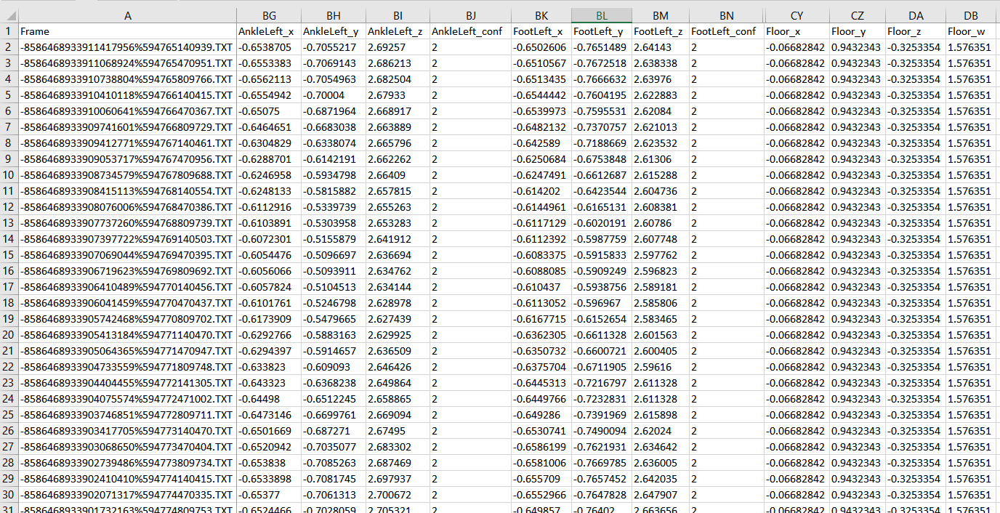 A BG BH BI BJ BK BL BM BN CY CZ DA DB
1 Frame AnkleLeft_x AnkleLeft_y AnkleLeft_z AnkleLeft_conf FootLeft_x FootLeft_y FootLeft_z FootLeft_conf Floor_x Floor_y Floor_z Floor_w
2 -8586468933911417956%594765140939.TXT -0.6538705 -0.7055217 2.69257 2 -0.6502606 -0.7651489 2.64143 2 -0.06682842 0.9432343 -0.3253354 1.576351
3 -8586468933911068924%594765470951.TXT -0.6553383 -0.7069143 2.686213 2 -0.6510567 -0.7672518 2.638338 2 -0.06682842 0.9432343 -0.3253354 1.576351
4 -8586468933910738804%594765809766.TXT -0.6562113 -0.7054963 2.682504 2 -0.6513435 -0.7666632 2.63976 2 -0.06682842 0.9432343 -0.3253354 1.576351
5 -8586468933910410118%594766140415.TXT -0.6554942 -0.70004 2.67933 2 -0.6544442 -0.7604195 2.622883 2 -0.06682842 0.9432343 -0.3253354 1.576351
6 -8586468933910060641%594766470367.TXT -0.65075 -0.6871964 2.668917 2 -0.6539973 -0.7595531 2.62084 2 -0.06682842 0.9432343 -0.3253354 1.576351
7 -8586468933909741601%594766809729.TXT -0.6464651 -0.6683038 2.663889 2 -0.6482132 -0.7370757 2.621013 2 -0.06682842 0.9432343 -0.3253354 1.576351
8 -8586468933909412771%594767140461.TXT -0.6304829 -0.6338074 2.665796 2 -0.642589 -0.7188669 2.623532 2 -0.06682842 0.9432343 -0.3253354 1.576351
9 -8586468933909053717%594767470956.TXT -0.6288701 -0.6142191 2.662262 2 -0.6250684 -0.6753848 2.61306 2 -0.06682842 0.9432343 -0.3253354 1.576351
10 -8586468933908734579%594767809688.TXT -0.6246958 -0.5934798 2.66409 2 -0.6247491 -0.6612687 2.615288 2 -0.06682842 0.9432343 -0.3253354 1.576351
11 -8586468933908415113%594768140554.TXT -0.6248133 -0.5815882 2.657815 2 -0.614202 -0.6423544 2.604736 2 -0.06682842 0.9432343 -0.3253354 1.576351
12 -8586468933908076006%594768470386.TXT -0.6112916 -0.5339739 2.655263 2 -0.6144961 -0.6165131 2.608381 2 -0.06682842 0.9432343 -0.3253354 1.576351
13 -8586468933907737260%594768809739.TXT -0.6103891 -0.5303958 2.653283 2 -0.6117129 -0.6020191 2.60786 2 -0.06682842 0.9432343 -0.3253354 1.576351
14 -8586468933907397722%594769140503.TXT -0.6072301 -0.5155879 2.641912 2 -0.6112392 -0.5987759 2.607748 2 -0.06682842 0.9432343 -0.3253354 1.576351
15 -8586468933907069044%594769470395.TXT -0.6054476 -0.5096697 2.636694 2 -0.6083375 -0.5915833 2.597762 2 -0.06682842 0.9432343 -0.3253354 1.576351
16 -8586468933906719623%594769809692.TXT -0.6056066 -0.5093911 2.634762 2 -0.6088085 -0.5909249 2.596823 2 -0.06682842 0.9432343 -0.3253354 1.576351
17 -8586468933906410489%594770140456.TXT -0.6057824 -0.5104513 2.634144 2 -0.610437 -0.5938756 2.589181 2 -0.06682842 0.9432343 -0.3253354 1.576351
18 -8586468933906041459%594770470437.TXT -0.6101761 -0.5246798 2.628978 2 -0.6113052 -0.596967 2.585806 2 -0.06682842 0.9432343 -0.3253354 1.576351
19 -8586468933905742468%594770809702.TXT -0.6173909 -0.5479665 2.627439 2 -0.6167715 -0.6152654 2.583465 2 -0.06682842 0.9432343 -0.3253354 1.576351
20 -8586468933905413184%594771140470.TXT -0.6292766 -0.5883163 2.629925 2 -0.6362305 -0.6611328 2.601563 2 -0.06682842 0.9432343 -0.3253354 1.576351
21 -8586468933905064365%594771470947.TXT -0.6294397 -0.5914657 2.636509 2 -0.6350732 -0.6600721 2.600405 2 -0.06682842 0.9432343 -0.3253354 1.576351
22 -8586468933904733559%594771809748.TXT -0.633823 -0.609093 2.646426 2 -0.6375704 -0.6711905 2.59616 2 -0.06682842 0.9432343 -0.3253354 1.576351
23 -8586468933904404455%594772141305.TXT -0.643323 -0.6368238 2.649864 2 -0.6445313 -0.7216797 2.611328 2 -0.06682842 0.9432343 -0.3253354 1.576351
24 -8586468933904075574%594772471002.TXT -0.64498 -0.6512245 2.658865 2 -0.6449766 -0.7232831 2.611328 2 -0.06682842 0.9432343 -0.3253354 1.576351
25 -8586468933903746851%594772809711.TXT -0.6473146 -0.6699761 2.669094 2 -0.649286 -0.7391969 2.615898 2 -0.06682842 0.9432343 -0.3253354 1.576351
26 -8586468933903417705%594773140470.TXT -0.6501669 -0.687271 2.67495 2 -0.6530741 -0.7490094 2.62024 2 -0.06682842 0.9432343 -0.3253354 1.576351
27 -8586468933903068650%594773470404.TXT -0.6520942 -0.7035077 2.683302 2 -0.6586199 -0.7621931 2.634642 2 -0.06682842 0.9432343 -0.3253354 1.576351
28 -8586468933902739486%594773809734.TXT -0.653838 -0.7085263 2.687469 2 -0.6581006 -0.7669785 2.636005 2 -0.06682842 0.9432343 -0.3253354 1.576351
29 -8586468933902410410%594774140415.TXT -0.6533898 -0.7081745 2.697937 2 -0.655709 -0.7657452 2.642035 2 -0.06682842 0.9432343 -0.3253354 1.576351
30 -8586468933902071317%594774470335.TXT -0.65377 -0.7061313 2.700672 2 -0.6552966 -0.7647828 2.647907 2 -0.06682842 0.9432343 -0.3253354 1.576351
31 -8586468933901732163%594774809753.TXT -0.6524466 -0.7028059 2.705321 2 -0.649857 -0.76402 2.663656 2 -0.06682842 0.9432343 -0.3253354 1.576351